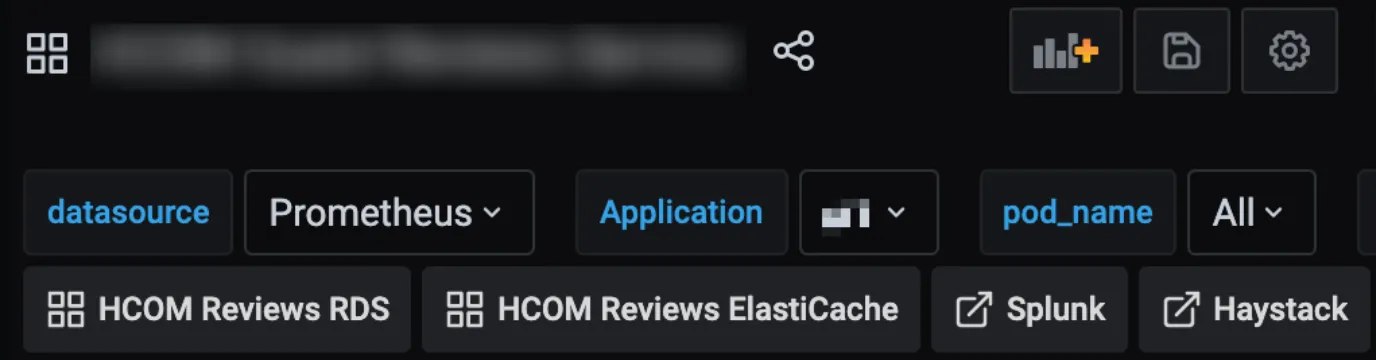 datasource Prometheus Application pod_name All
HCOM Reviews RDS HCOM Reviews ElastiCache Splunk Haystack